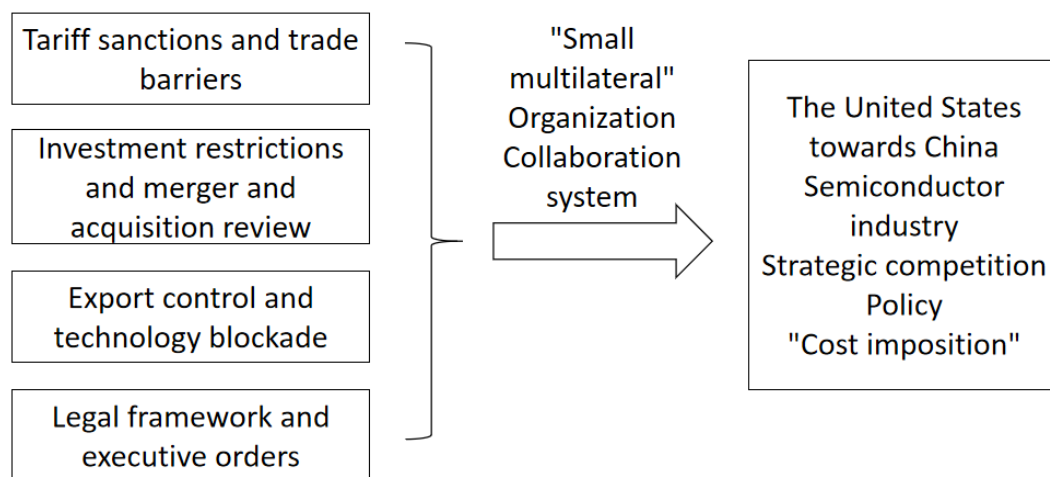 Tariff sanctions and trade
barriers
Investment restrictions
and merger and
acquisition review
Export control and
technology blockade
Legal framework and
executive orders
"Small
multilateral"
Organization
Collaboration
system
The United States
towards China
Semiconductor
industry
Strategic competition
Policy
"Cost imposition"